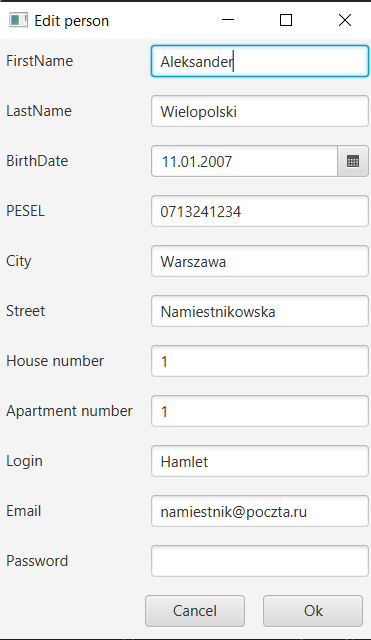 Edit person
FirstName Aleksander
LastName Wielopolski
BirthDate 11.01.2007
PESEL 0713241234
City Warszawa
Street Namiestnikowska
House number 1
Apartment number 1
Login Hamlet
Email namiestnik@poczta.ru
Password
Cancel Ok